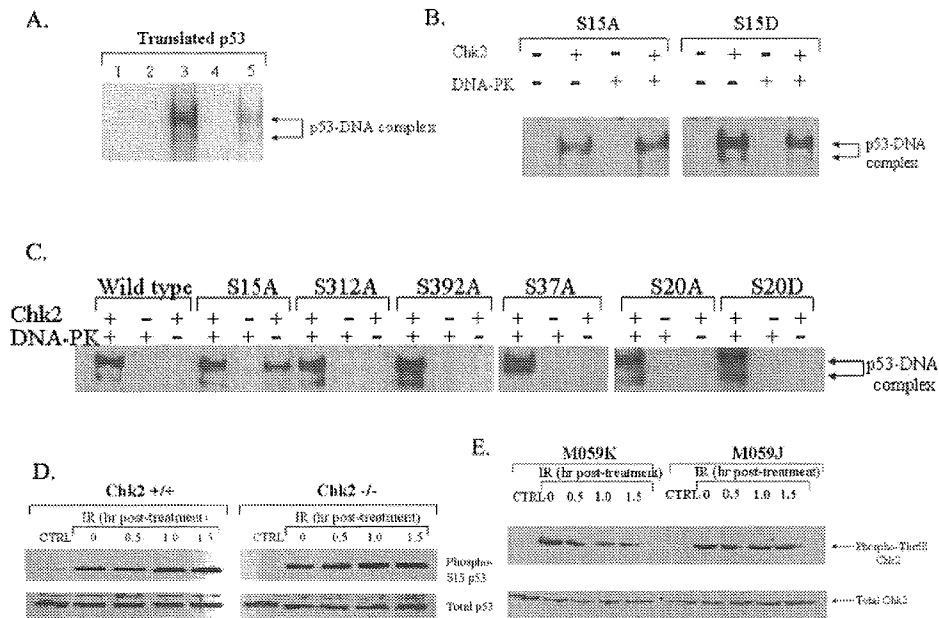 A.
Translated p53
1 2 3 4 5
p53-DNA complex
B.
S15A S15D
Chk2 - + - + - + - +
DNA-PK - - + + - - + +
p53-DNA
complex
C.
Wild type S15A S312A S392A S37A S20A S20D
Chk2 + - + + - + + - + + - + + - + + - + + - +
DNA-PK + + - + + - + + - + + - + + - + + - + + -
p53-DNA
complex
D.
Chk2 +/+ Chk2 -/-
IR (hr post-treatment) IR (hr post-treatment)
CTRL 0 0.5 1.0 1.5 CTRL 0 0.5 1.0 1.5
Phospho-
S15 p53
Total p53
E.
M059K M059J
IR (hr post-treatment) IR (hr post-treatment)
CTRL 0 0.5 1.0 1.5 CTRL 0 0.5 1.0 1.5
Phospho-Thr68
Chk2
Total Chk2